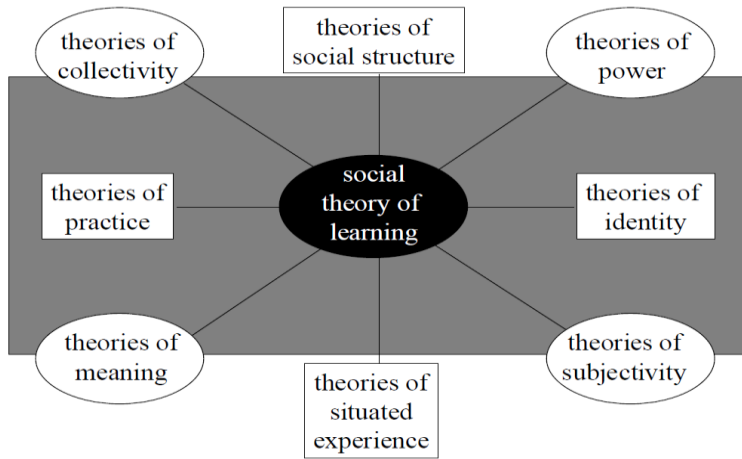 theories of
collectivity
theories of
social structure
theories of
power
theories of
practice
social
theory of
learning
theories of
identity
theories of
meaning
theories of
situated
experience
theories of
subjectivity